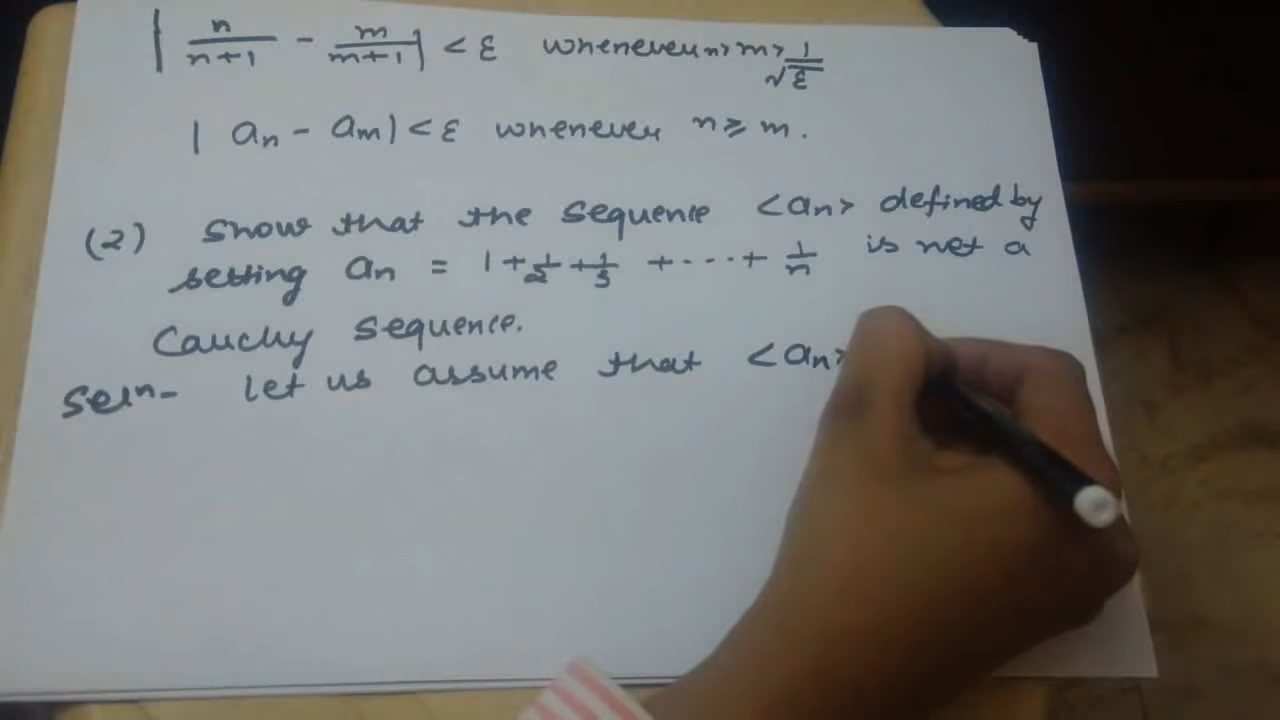 | n/(n+1) - m/(m+1) | < ε whenever n > m > 1/√ε
| an - am | < ε whenever n ≥ m.
(2) Show that the sequence <an> defined by
setting an = 1 + 1/2 + 1/3 + ... + 1/n is not a
Cauchy sequence.
Soln - Let us assume that <an>